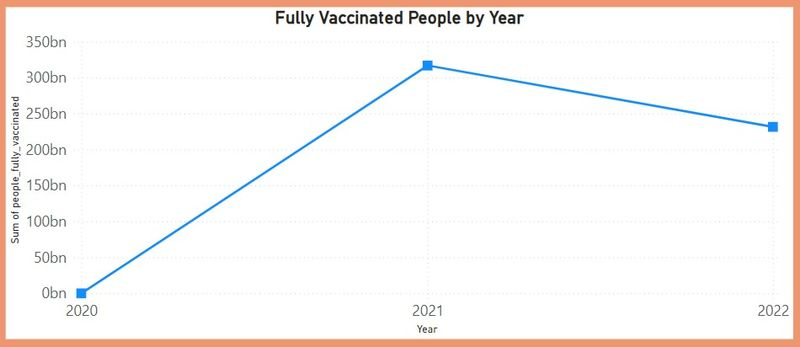 Fully Vaccinated People by Year
350bn
300bn
250bn
200bn
150bn
100bn
50bn
0bn
Sum of people_fully_vaccinated
2020
2021
2022
Year